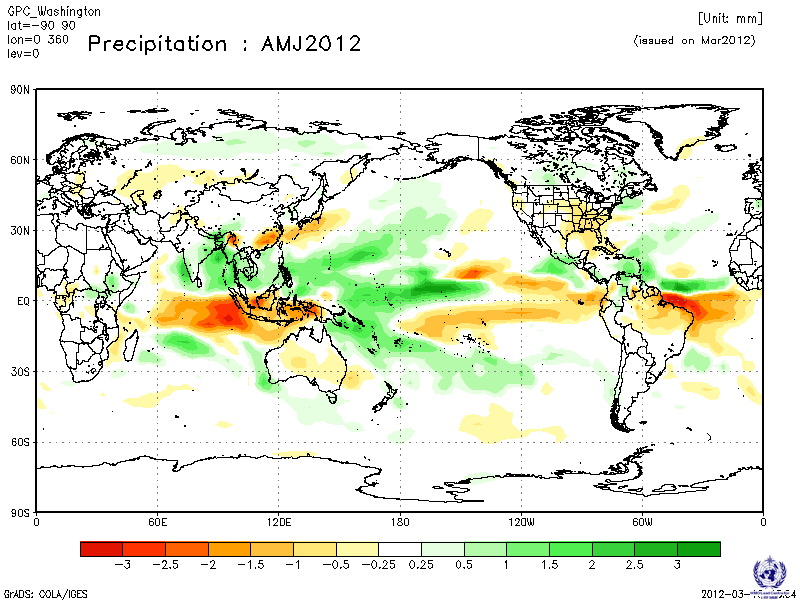 GPC_Washington
lat=-90 90
lon=0 360
lev=0
Precipitation : AMJ2012
[Unit: mm]
(issued on Mar2012)
90N
60N
30N
EQ
30S
60S
90S
0 60E 120E 180 120W 60W 0
-3 -2.5 -2 -1.5 -1 -0.5 -0.25 0.25 0.5 1 1.5 2 2.5 3
GrADS: COLA/IGES
2012-03-